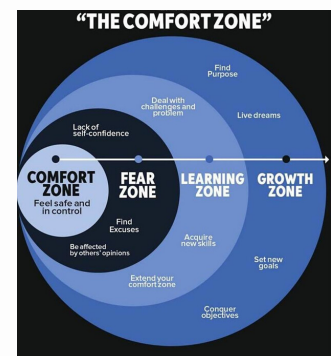 "THE COMFORT ZONE"
Find
Purpose
Deal with
challenges and
problem
Live dreams
Lack of
self-confidence
COMFORT
ZONE
Feel safe and
in control
FEAR
ZONE
LEARNING
ZONE
GROWTH
ZONE
Find
Excuses
Be affected
by others' opinions
Acquire
new skills
Extend your
comfort zone
Set new
goals
Conquer
objectives